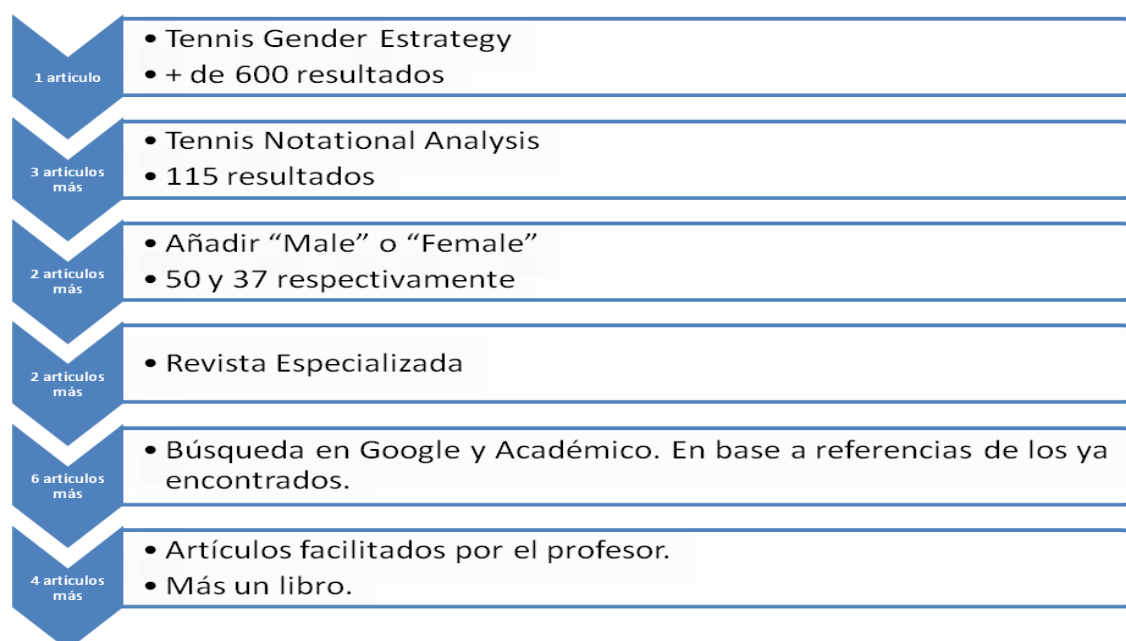 1 artículo
• Tennis Gender Estrategy
• + de 600 resultados
3 artículos
más
• Tennis Notational Analysis
• 115 resultados
2 artículos
más
• Añadir “Male” o “Female”
• 50 y 37 respectivamente
2 artículos
más
• Revista Especializada
6 artículos
más
• Búsqueda en Google y Académico. En base a referencias de los ya
encontrados.
4 artículos
más
• Artículos facilitados por el profesor.
• Más un libro.